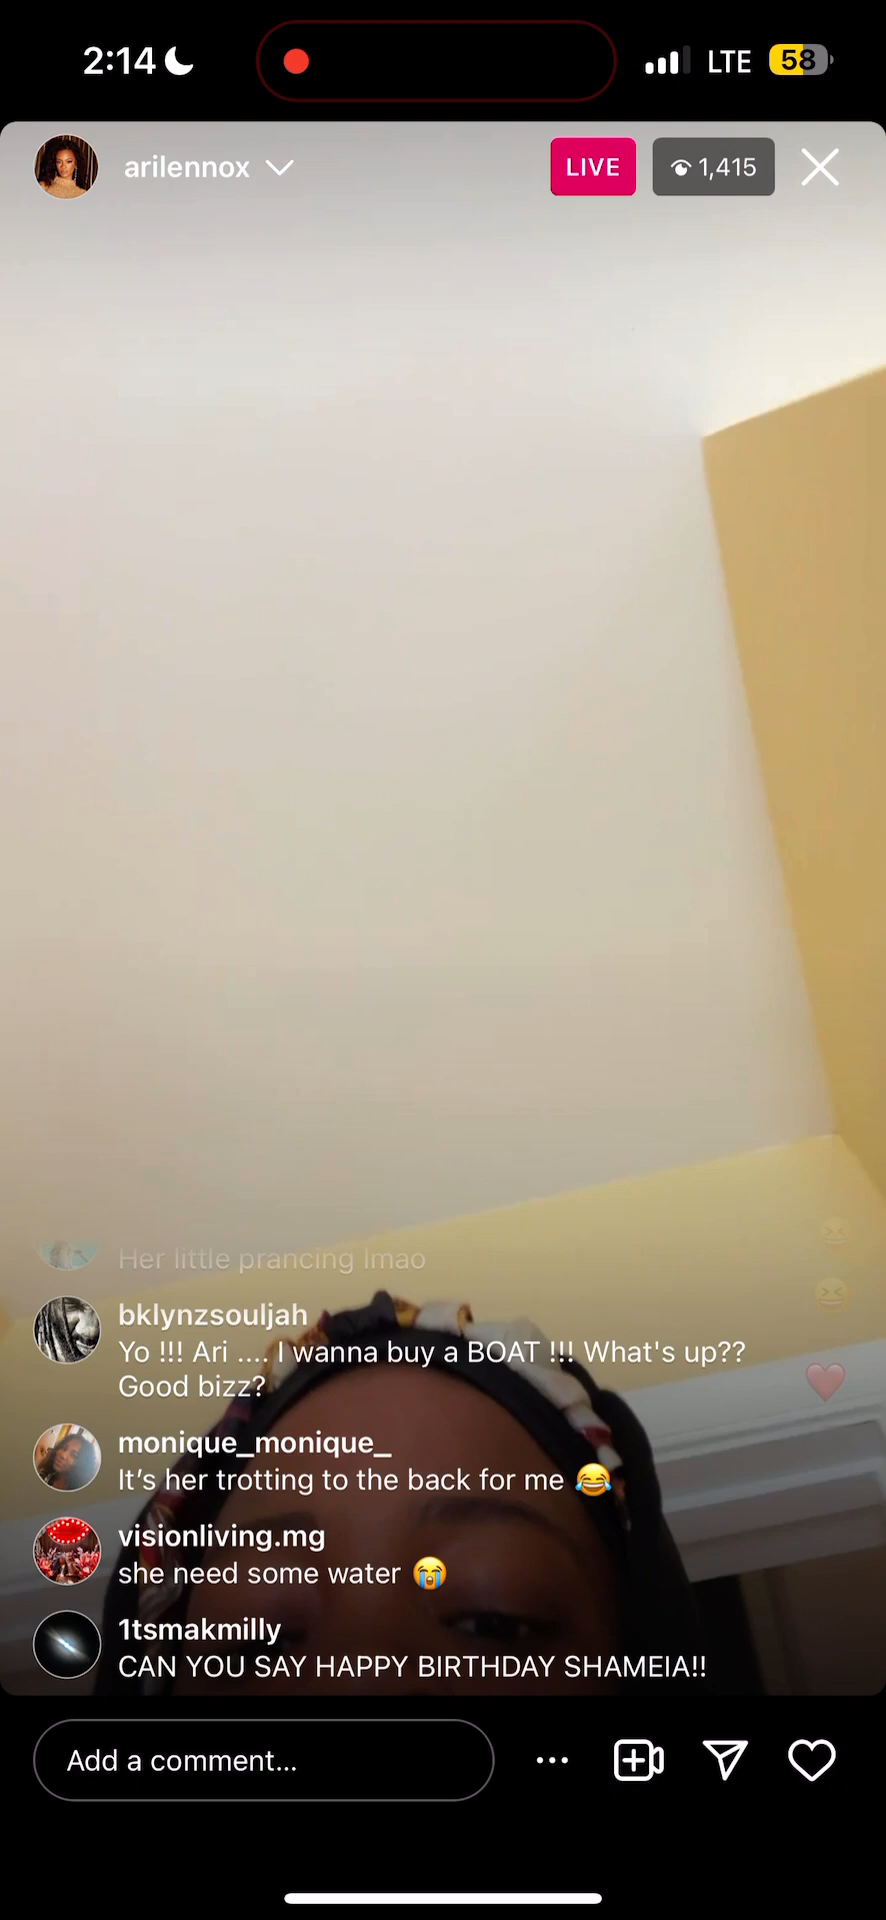 2:14
LTE
58
arilennox
LIVE
1,415
Her little prancing lmao
bklynzsouljah
Yo !!! Ari .... I wanna buy a BOAT !!! What's up??
Good bizz?
monique_monique_
It's her trotting to the back for me 😂
visionliving.mg
she need some water 😭
1tsmakmilly
CAN YOU SAY HAPPY BIRTHDAY SHAMEIA!!
Add a comment...